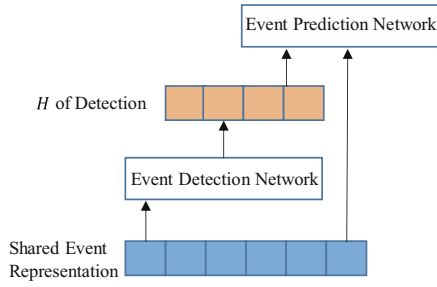 Event Prediction Network
H of Detection
Event Detection Network
Shared Event
Representation